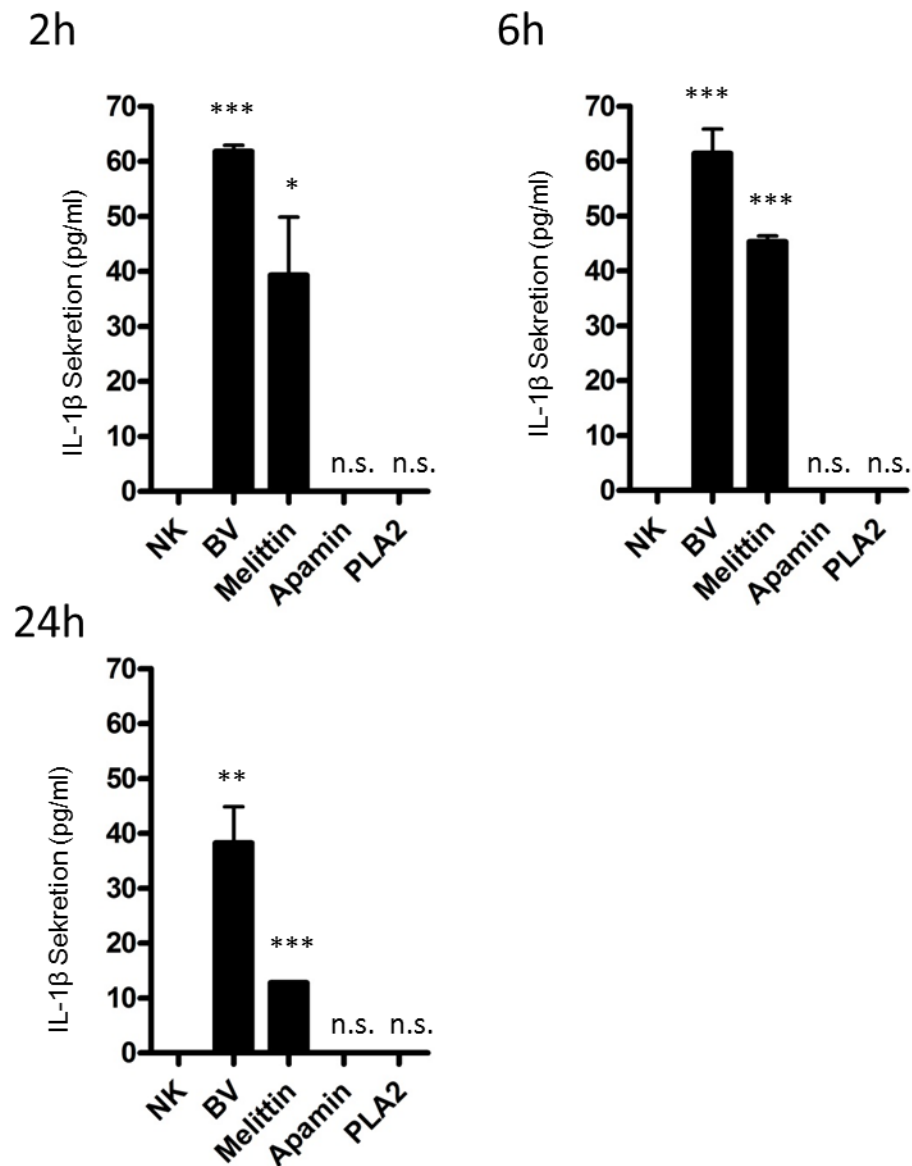 2h
***
*
70
60
50
40
30
20
10
0
IL-1β Sekretion (pg/ml)
n.s. n.s.
NK
BV
Melittin
Apamin
PLA2
6h
***
***
70
60
50
40
30
20
10
0
IL-1β Sekretion (pg/ml)
n.s. n.s.
NK
BV
Melittin
Apamin
PLA2
24h
**
***
70
60
50
40
30
20
10
0
IL-1β Sekretion (pg/ml)
n.s. n.s.
NK
BV
Melittin
Apamin
PLA2